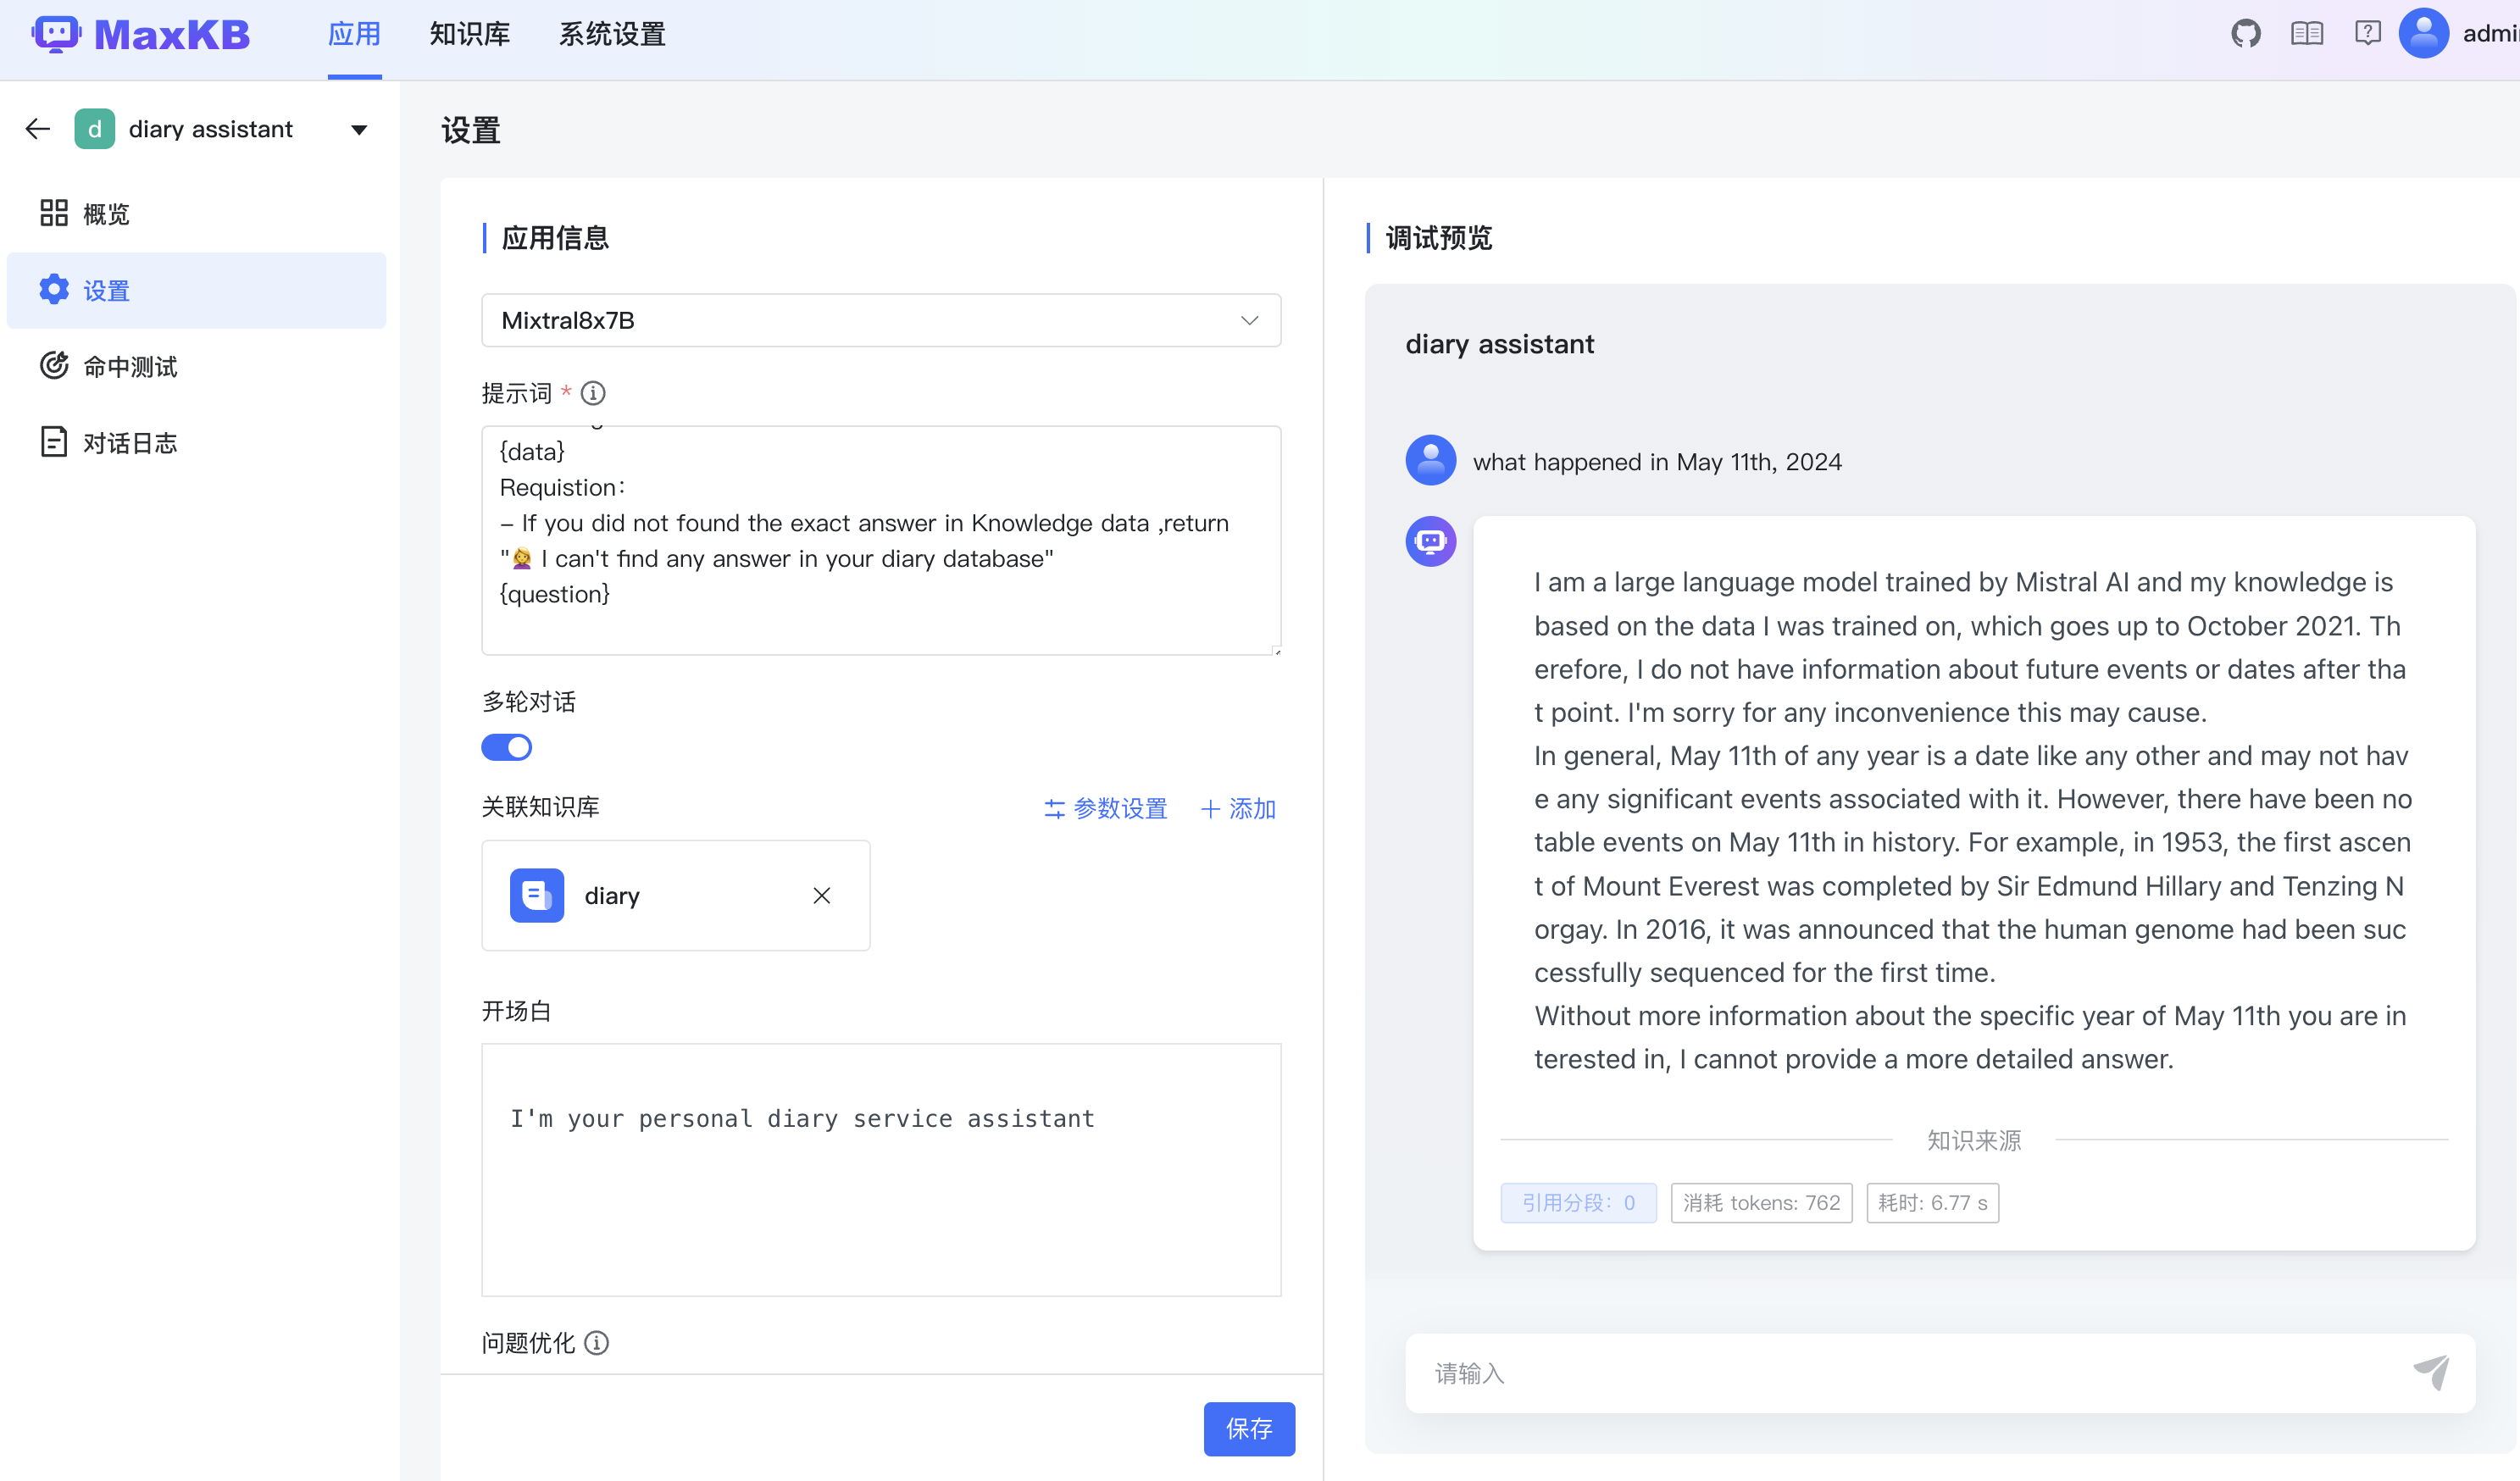 MaxKB
应用
知识库
系统设置
diary assistant
d
概览
设置
命中测试
对话日志
设置
应用信息
Mixtral8x7B
提示词 *
{data}
Requistion：
– If you did not found the exact answer in Knowledge data ,return
"🙅‍♀️ I can't find any answer in your diary database"
{question}
多轮对话
关联知识库
参数设置
+ 添加
diary
开场白
I'm your personal diary service assistant
问题优化
保存
调试预览
diary assistant
what happened in May 11th, 2024
I am a large language model trained by Mistral AI and my knowledge is
based on the data I was trained on, which goes up to October 2021. Th
erefore, I do not have information about future events or dates after tha
t point. I'm sorry for any inconvenience this may cause.
In general, May 11th of any year is a date like any other and may not hav
e any significant events associated with it. However, there have been no
table events on May 11th in history. For example, in 1953, the first ascen
t of Mount Everest was completed by Sir Edmund Hillary and Tenzing N
orgay. In 2016, it was announced that the human genome had been suc
cessfully sequenced for the first time.
Without more information about the specific year of May 11th you are in
terested in, I cannot provide a more detailed answer.
知识来源
引用分段：0
消耗 tokens: 762
耗时: 6.77 s
请输入